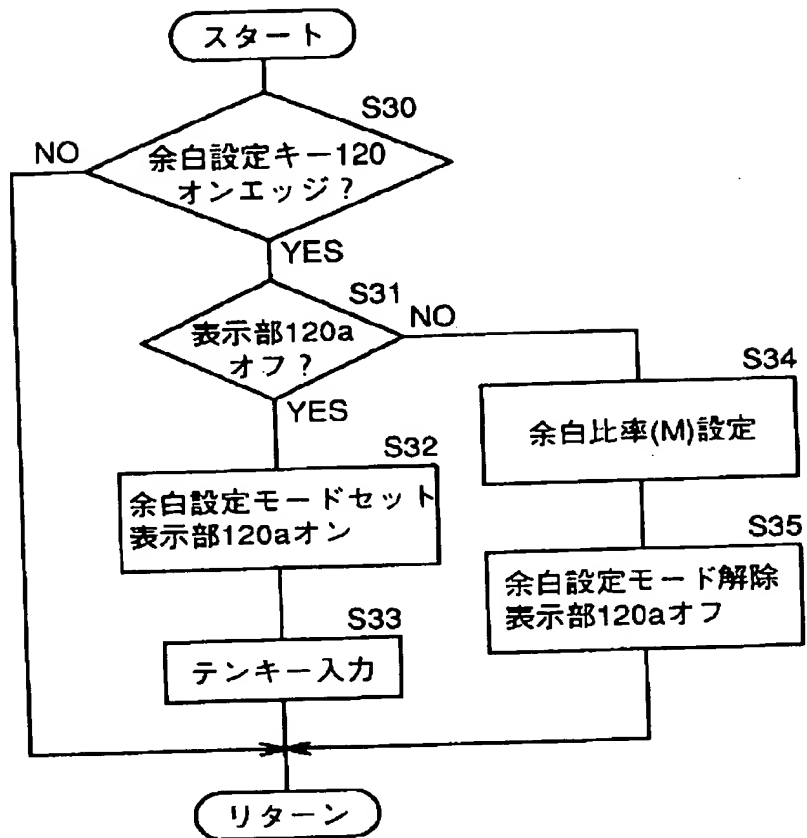 スタート
S30
NO
余白設定キー120
オンエッジ?
YES
S31
NO
表示部120a
オフ?
YES
S32
余白設定モードセット
表示部120aオン
S33
テンキー入力
S34
余白比率(M)設定
S35
余白設定モード解除
表示部120aオフ
リターン